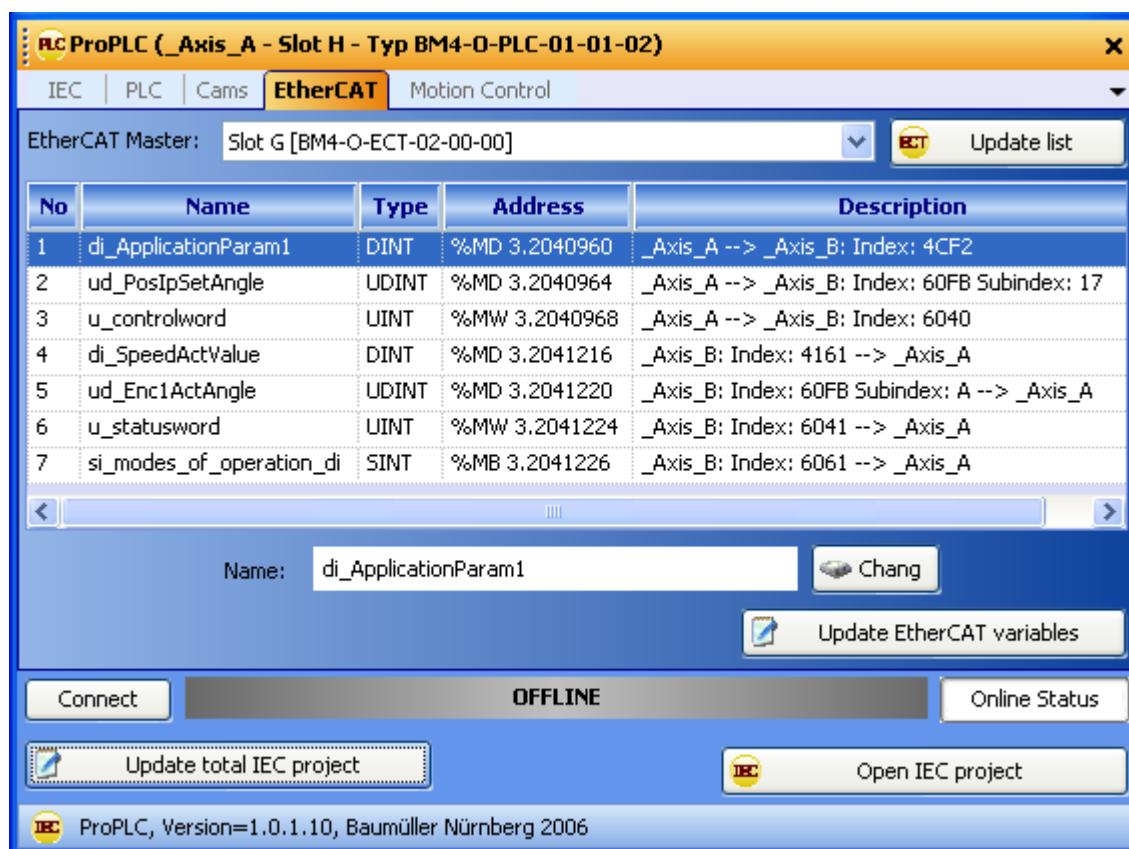 PLC ProPLC (_Axis_A - Slot H - Typ BM4-O-PLC-01-01-02)
IEC PLC Cams EtherCAT Motion Control
EtherCAT Master: Slot G [BM4-O-ECT-02-00-00] ECT Update list
No Name Type Address Description
1 di_ApplicationParam1 DINT %MD 3.2040960 _Axis_A --> _Axis_B: Index: 4CF2
2 ud_PosIpSetAngle UDINT %MD 3.2040964 _Axis_A --> _Axis_B: Index: 60FB Subindex: 17
3 u_controlword UINT %MW 3.2040968 _Axis_A --> _Axis_B: Index: 6040
4 di_SpeedActValue DINT %MD 3.2041216 _Axis_B: Index: 4161 --> _Axis_A
5 ud_Enc1ActAngle UDINT %MD 3.2041220 _Axis_B: Index: 60FB Subindex: A --> _Axis_A
6 u_statusword UINT %MW 3.2041224 _Axis_B: Index: 6041 --> _Axis_A
7 si_modes_of_operation_di SINT %MB 3.2041226 _Axis_B: Index: 6061 --> _Axis_A
Name: di_ApplicationParam1 Chang
Update EtherCAT variables
Connect OFFLINE Online Status
Update total IEC project IEC Open IEC project
IEC ProPLC, Version=1.0.1.10, Baumüller Nürnberg 2006